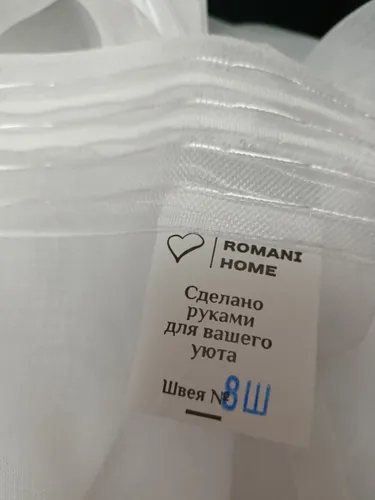 ROMANI
HOME
Сделано
руками
для вашего
уюта
Швея № 8Ш